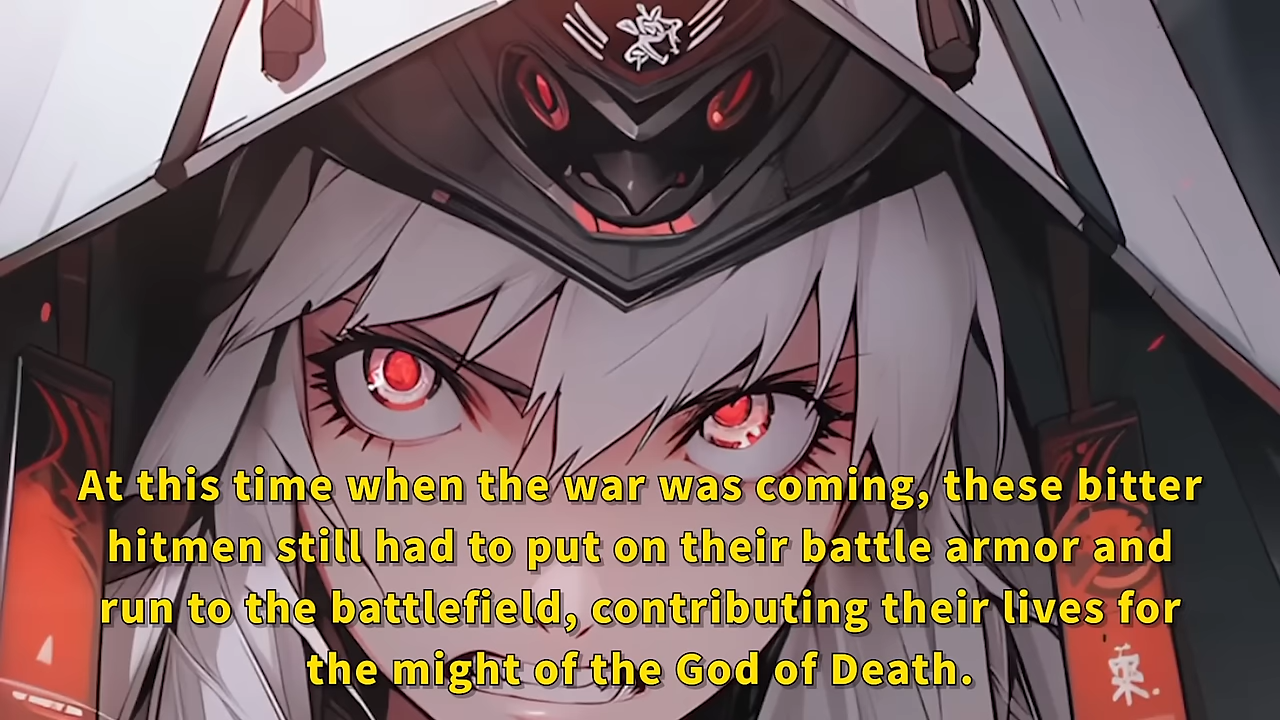 At this time when the war was coming, these bitter
hitmen still had to put on their battle armor and
run to the battlefield, contributing their lives for
the might of the God of Death.